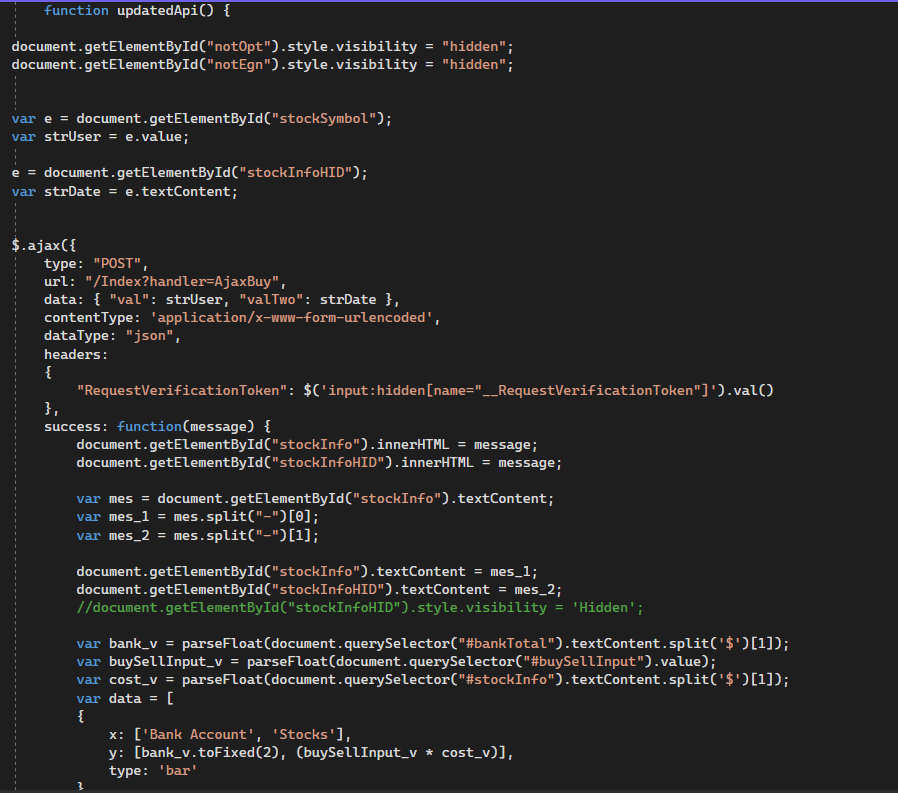 function updatedApi() {
document.getElementById("notOpt").style.visibility = "hidden";
document.getElementById("notEgn").style.visibility = "hidden";
var e = document.getElementById("stockSymbol");
var strUser = e.value;
e = document.getElementById("stockInfoHID");
var strDate = e.textContent;
$.ajax({
type: "POST",
url: "/Index?handler=AjaxBuy",
data: { "val": strUser, "valTwo": strDate },
contentType: 'application/x-www-form-urlencoded',
dataType: "json",
headers:
{
"RequestVerificationToken": $('input:hidden[name="__RequestVerificationToken"]').val()
},
success: function(message) {
document.getElementById("stockInfo").innerHTML = message;
document.getElementById("stockInfoHID").innerHTML = message;
var mes = document.getElementById("stockInfo").textContent;
var mes_1 = mes.split("-")[0];
var mes_2 = mes.split("-")[1];
document.getElementById("stockInfo").textContent = mes_1;
document.getElementById("stockInfoHID").textContent = mes_2;
//document.getElementById("stockInfoHID").style.visibility = 'Hidden';
var bank_v = parseFloat(document.querySelector("#bankTotal").textContent.split('$')[1]);
var buySellInput_v = parseFloat(document.querySelector("#buySellInput").value);
var cost_v = parseFloat(document.querySelector("#stockInfo").textContent.split('$')[1]);
var data = [
{
x: ['Bank Account', 'Stocks'],
y: [bank_v.toFixed(2), (buySellInput_v * cost_v)],
type: 'bar'
}